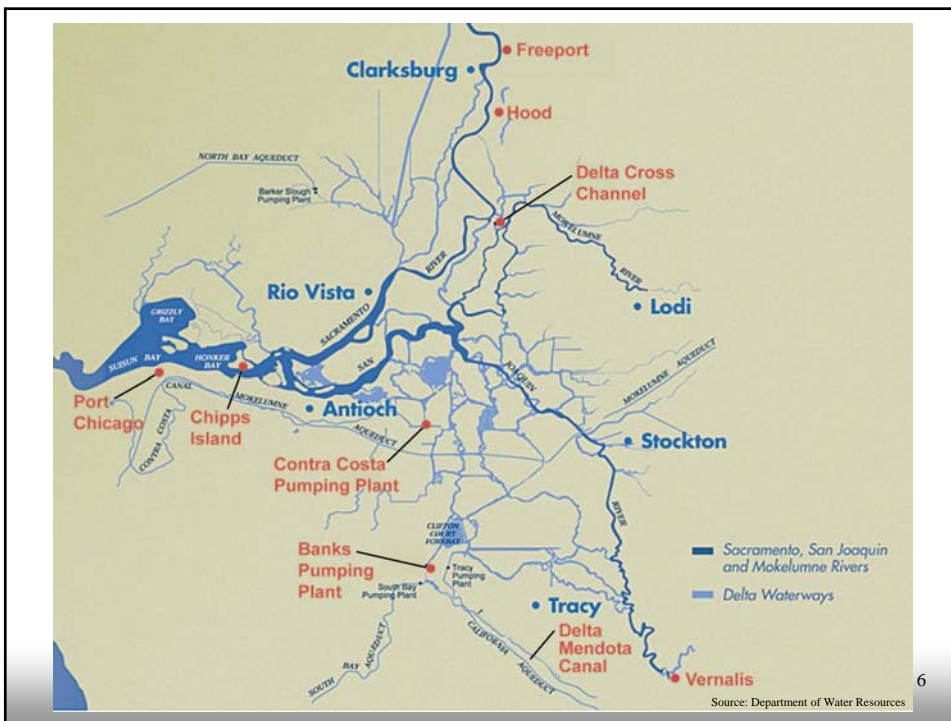 Freeport
Clarksburg
Hood
NORTH BAY AQUEDUCT
Barker Slough
Pumping Plant
Delta Cross
Channel
MOKELUMNE
RIVER
Rio Vista
RIVER
SACRAMENTO
Lodi
GRIZZLY
BAY
SUISUN BAY
HONKER
BAY
SAN
JOAQUIN
MOKELUMNE AQUEDUCT
Port
Chicago
CANAL
CONTRA COSTA
Chipps
Island
MOKELUMNE
AQUEDUCT
Antioch
Stockton
Contra Costa
Pumping Plant
RIVER
CLIFTON
COURT
FOREBAY
Banks
Pumping
Plant
Tracy
Pumping
Plant
South Bay
Pumping Plant
Sacramento, San Joaquin
and Mokelumne Rivers
Delta Waterways
Tracy
SOUTH BAY AQUEDUCT
CALIFORNIA AQUEDUCT
Delta
Mendota
Canal
Vernalis
6
Source: Department of Water Resources